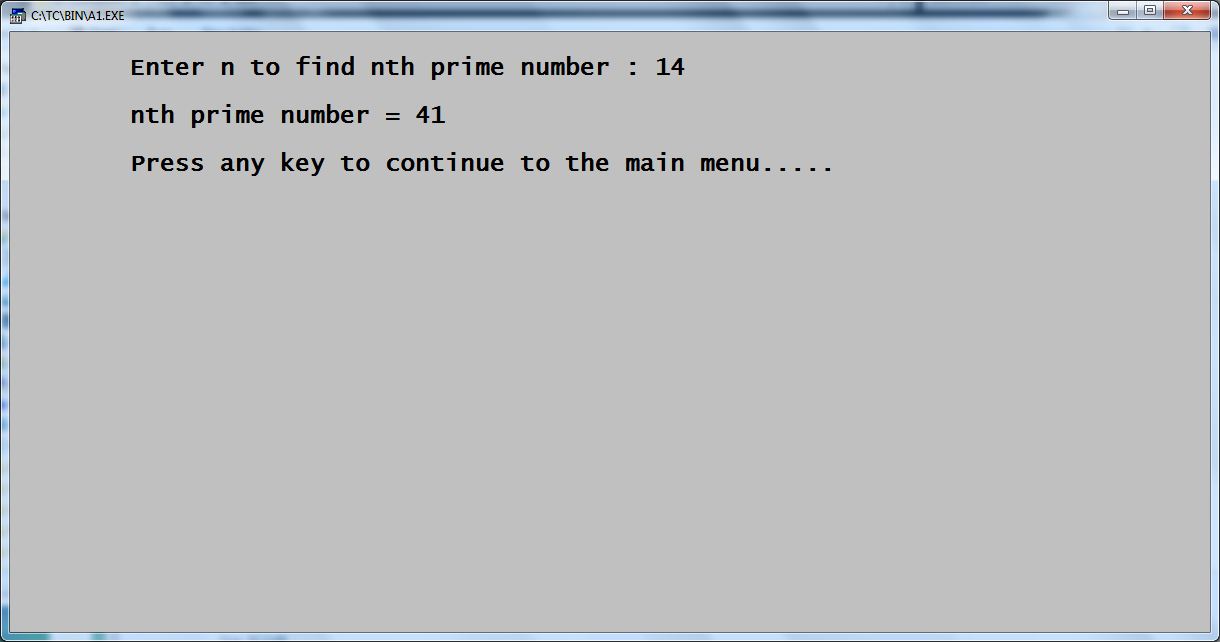 C:\TC\BIN\A1.EXE
Enter n to find nth prime number : 14
nth prime number = 41
Press any key to continue to the main menu.....